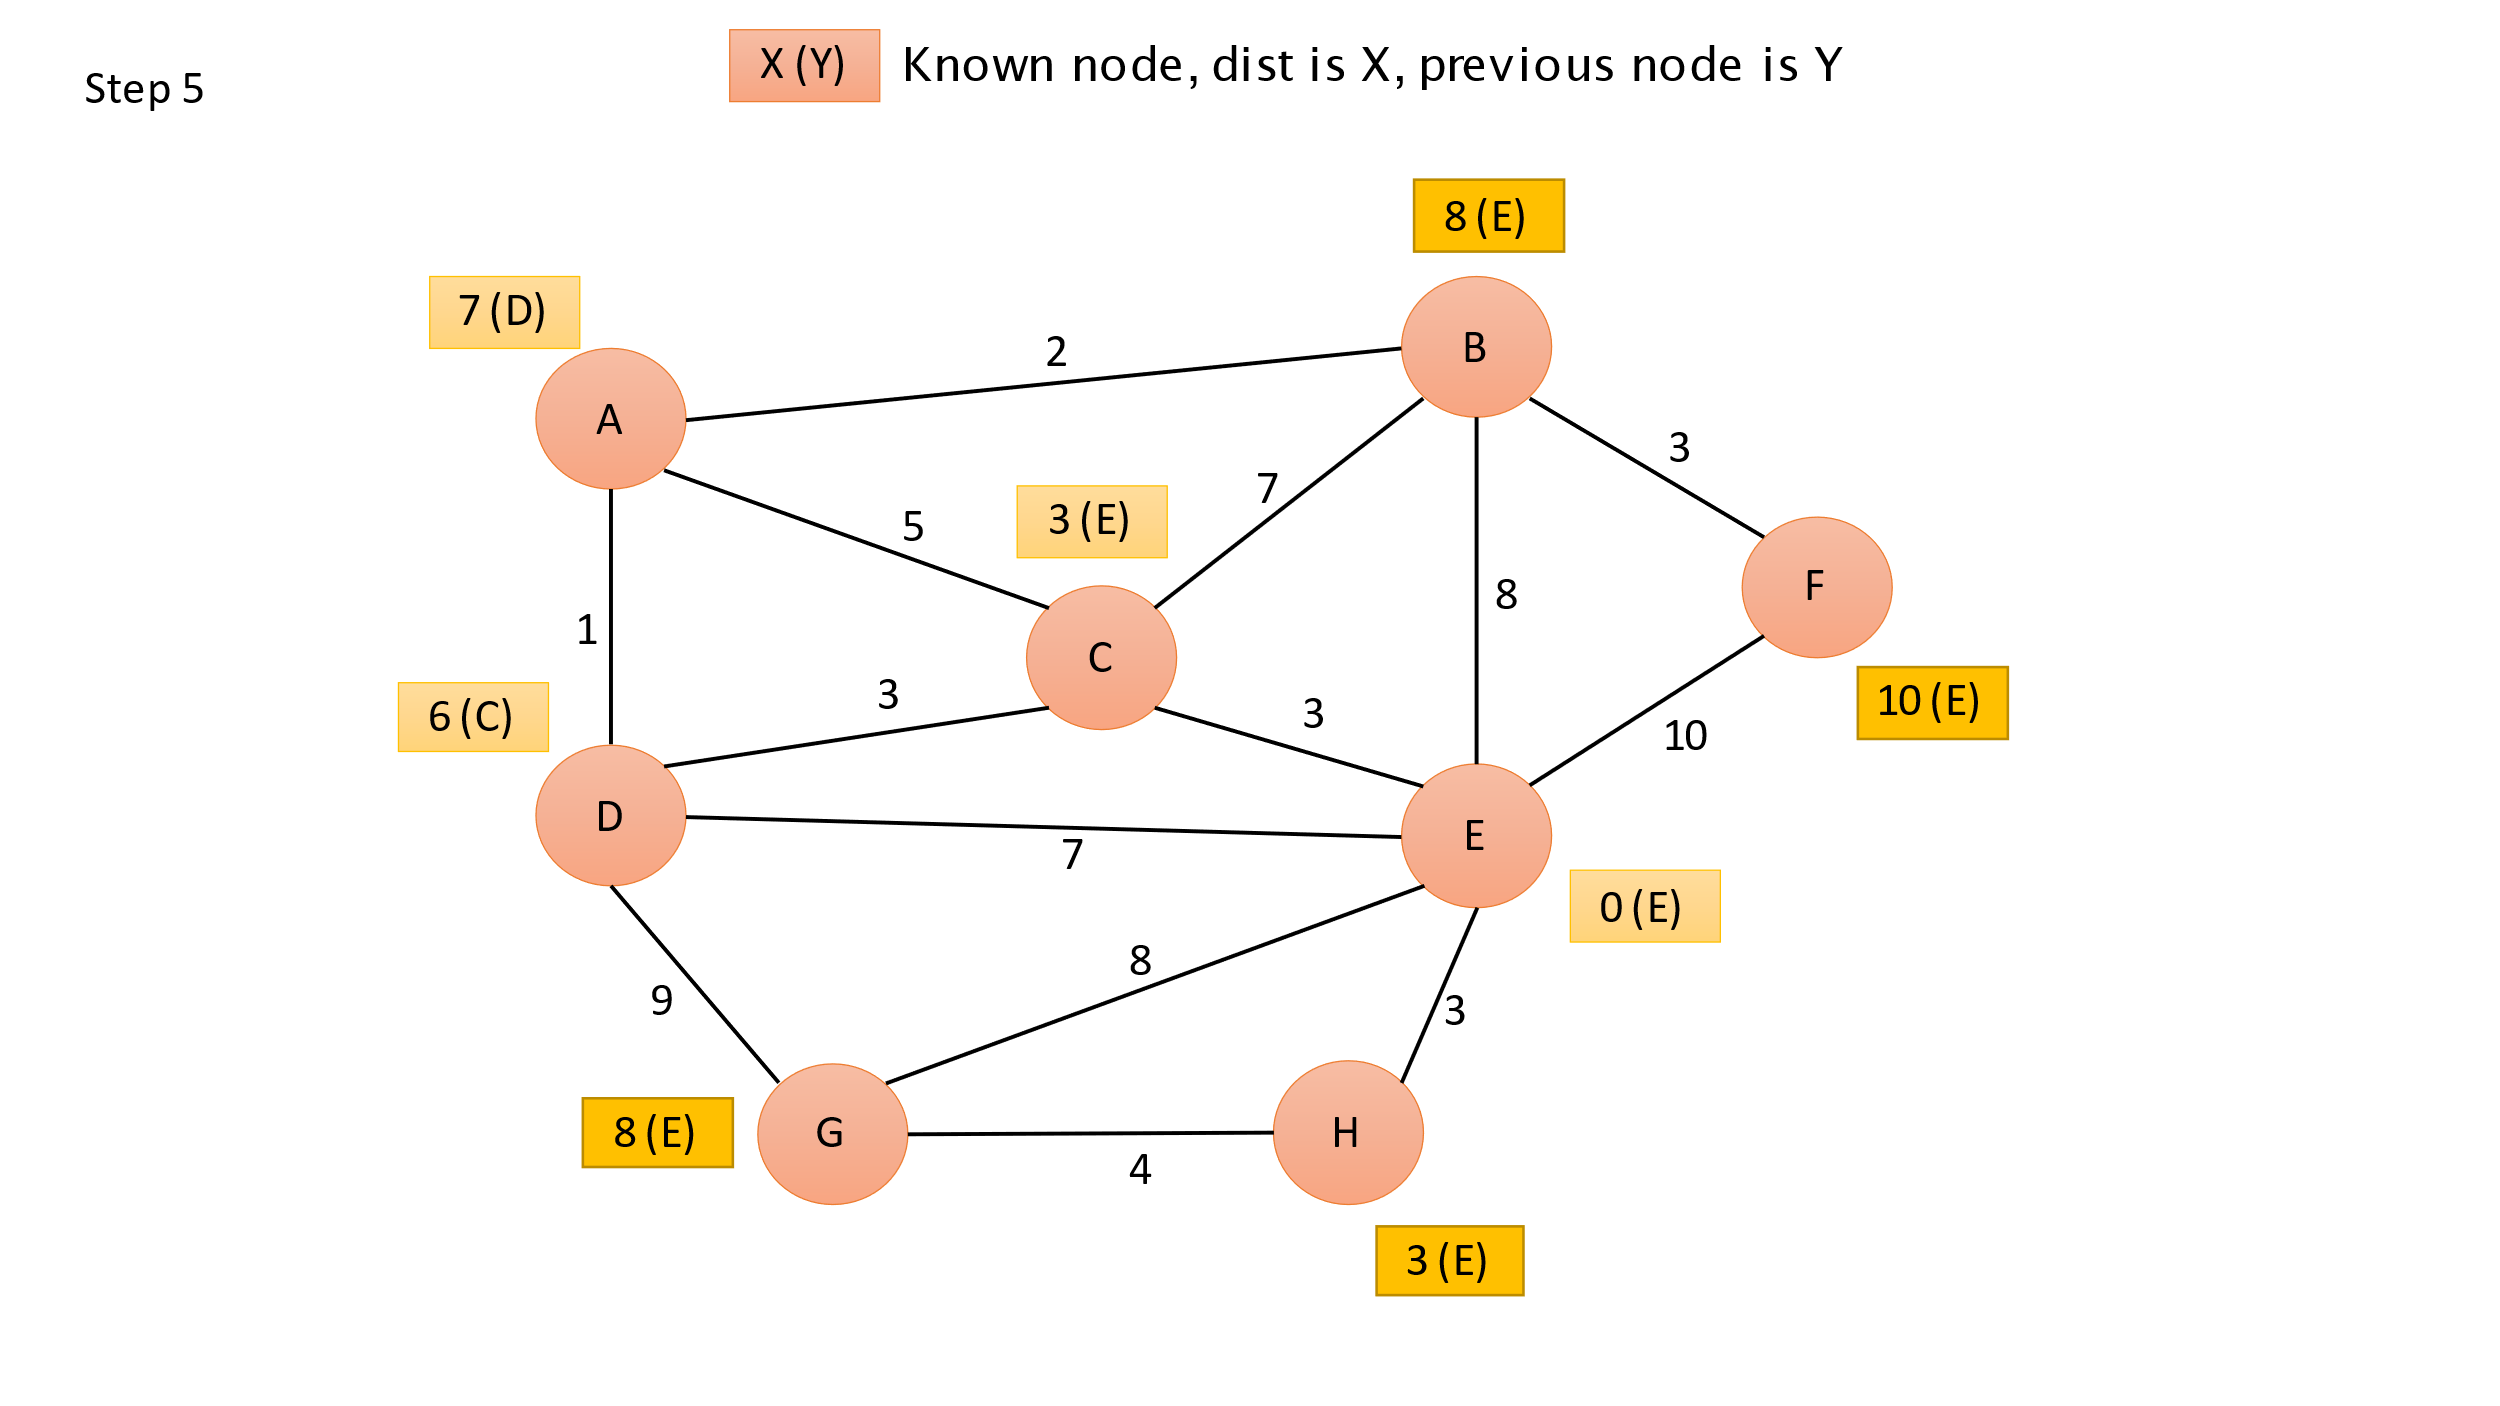 Step 5
X (Y) Known node, dist is X, previous node is Y
8 (E)
7 (D)
B
2
A
3
7
3 (E)
5
F
8
1
C
3
6 (C)
3
10 (E)
10
D
E
7
0 (E)
8
9
3
8 (E)
G
H
4
3 (E)